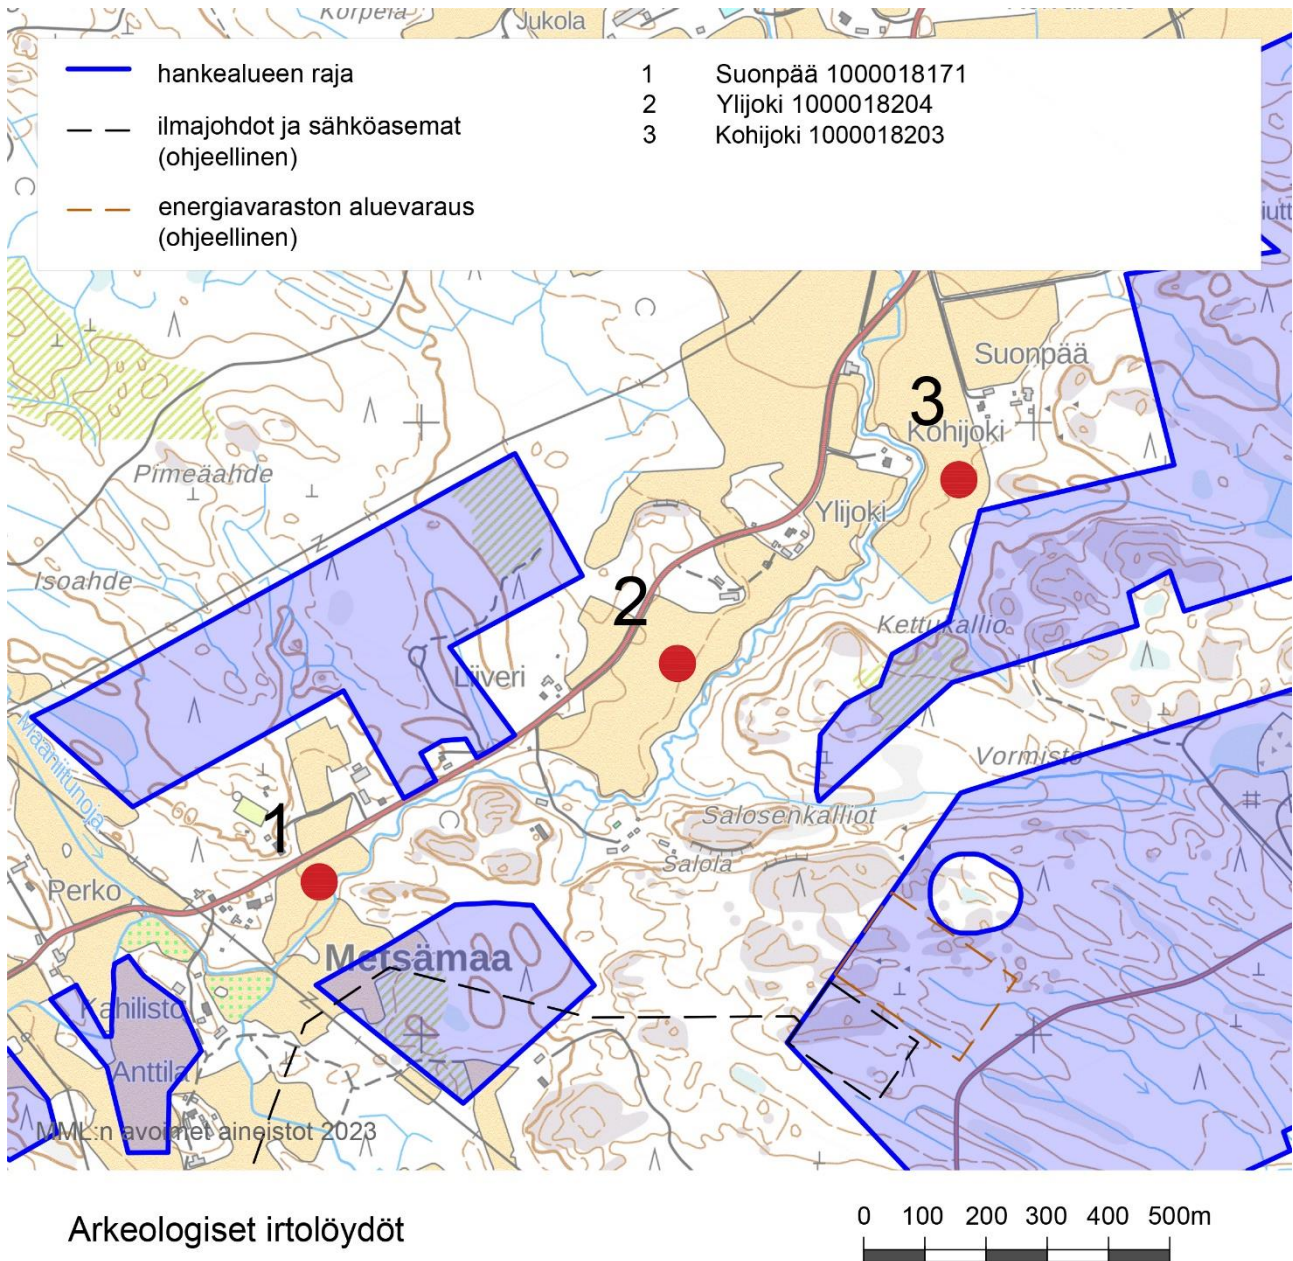 Korpela
Jukola
hankealueen raja
ilmajohdot ja sähköasemat
(ohjeellinen)
energiavaraston aluevaraus
(ohjeellinen)
1 Suonpää 1000018171
2 Ylijoki 1000018204
3 Kohijoki 1000018203
Suonpää
3
Kohijoki
Pimeäahde
Ylijoki
Isoahde
2
Kettukallio
Liiveri
Määnitunoja
Vormisto
1
Salosenkalliot
Salola
Perko
Metsämaa
Kahilisto
Anttila
MML:n avoimet aineistot 2023
Arkeologiset irtolöydöt
0 100 200 300 400 500m